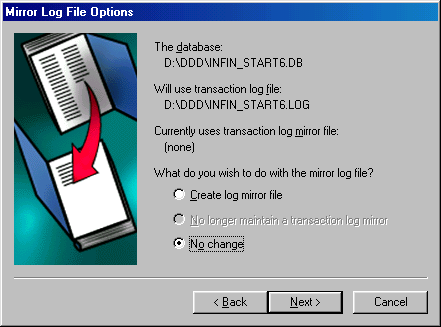 Mirror Log File Options
The database:
D:\DDD\INFIN_START6.DB
Will use transaction log file:
D:\DDD\INFIN_START6.LOG
Currently uses transaction log mirror file:
(none)
What do you wish to do with the mirror log file?
Create log mirror file
No longer maintain a transaction log mirror
No change
< Back
Next >
Cancel